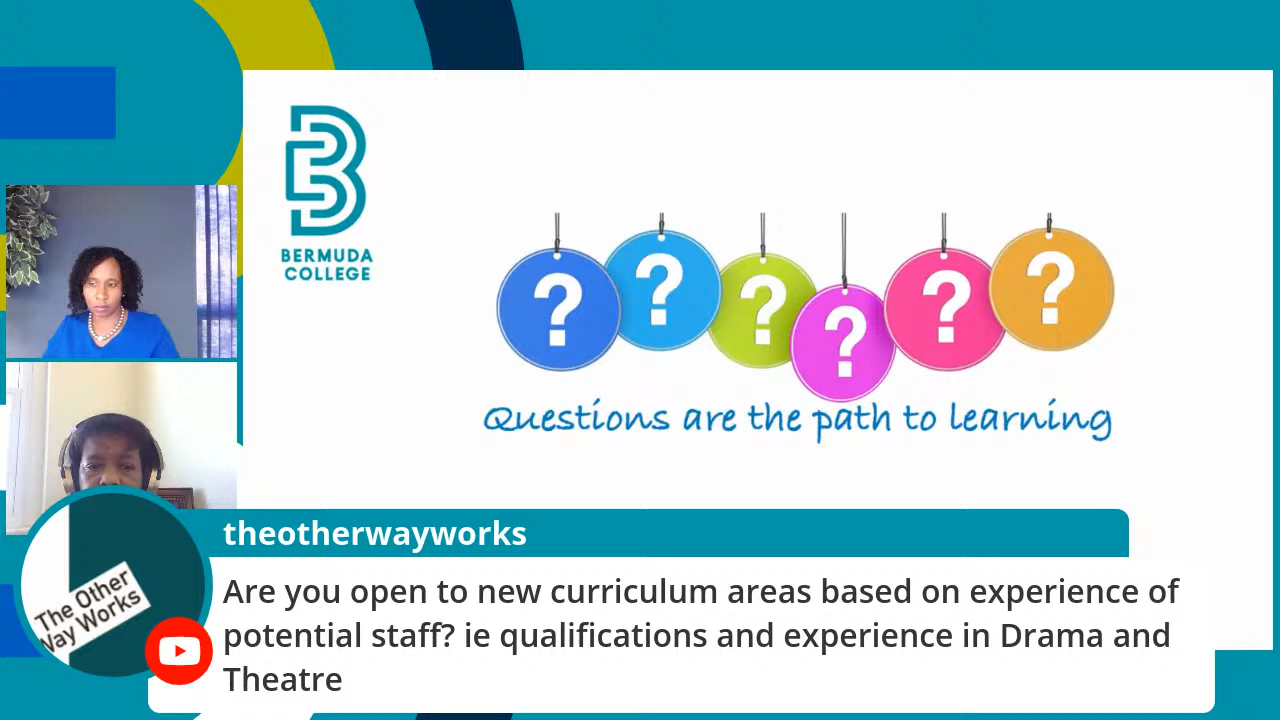 BERMUDA
COLLEGE
? ? ? ? ? ?
Questions are the path to learning
The Other
Way Works
theotherwayworks
Are you open to new curriculum areas based on experience of
potential staff? ie qualifications and experience in Drama and
Theatre